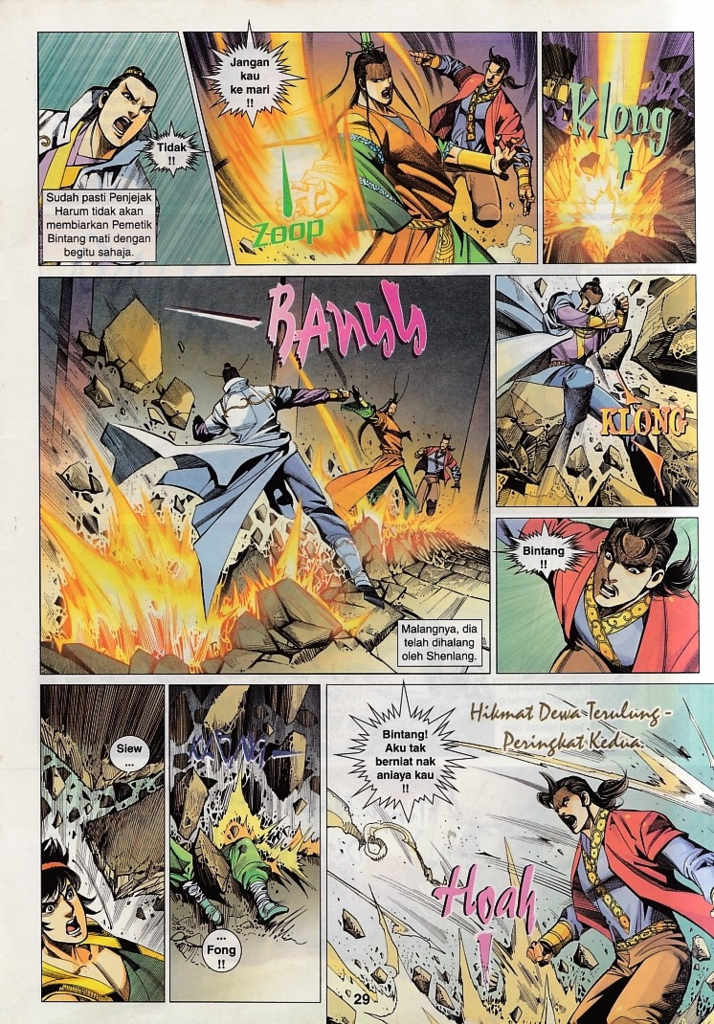 Tidak
!!
Sudah pasti Penjejak
Harum tidak akan
membiarkan Pemetik
Bintang mati dengan
begitu sahaja.
Jangan
kau
ke mari
!!
Zoop
Klong
!
BANGG
Malangnya, dia
telah dihalang
oleh Shenlang.
KLONG
Bintang
!!
Siew
...
...
Fong
!!
Bintang!
Aku tak
berniat nak
aniaya kau
!!
Hikmat Dewa Terulung -
Peringkat Kedua.
Hoah
!
29